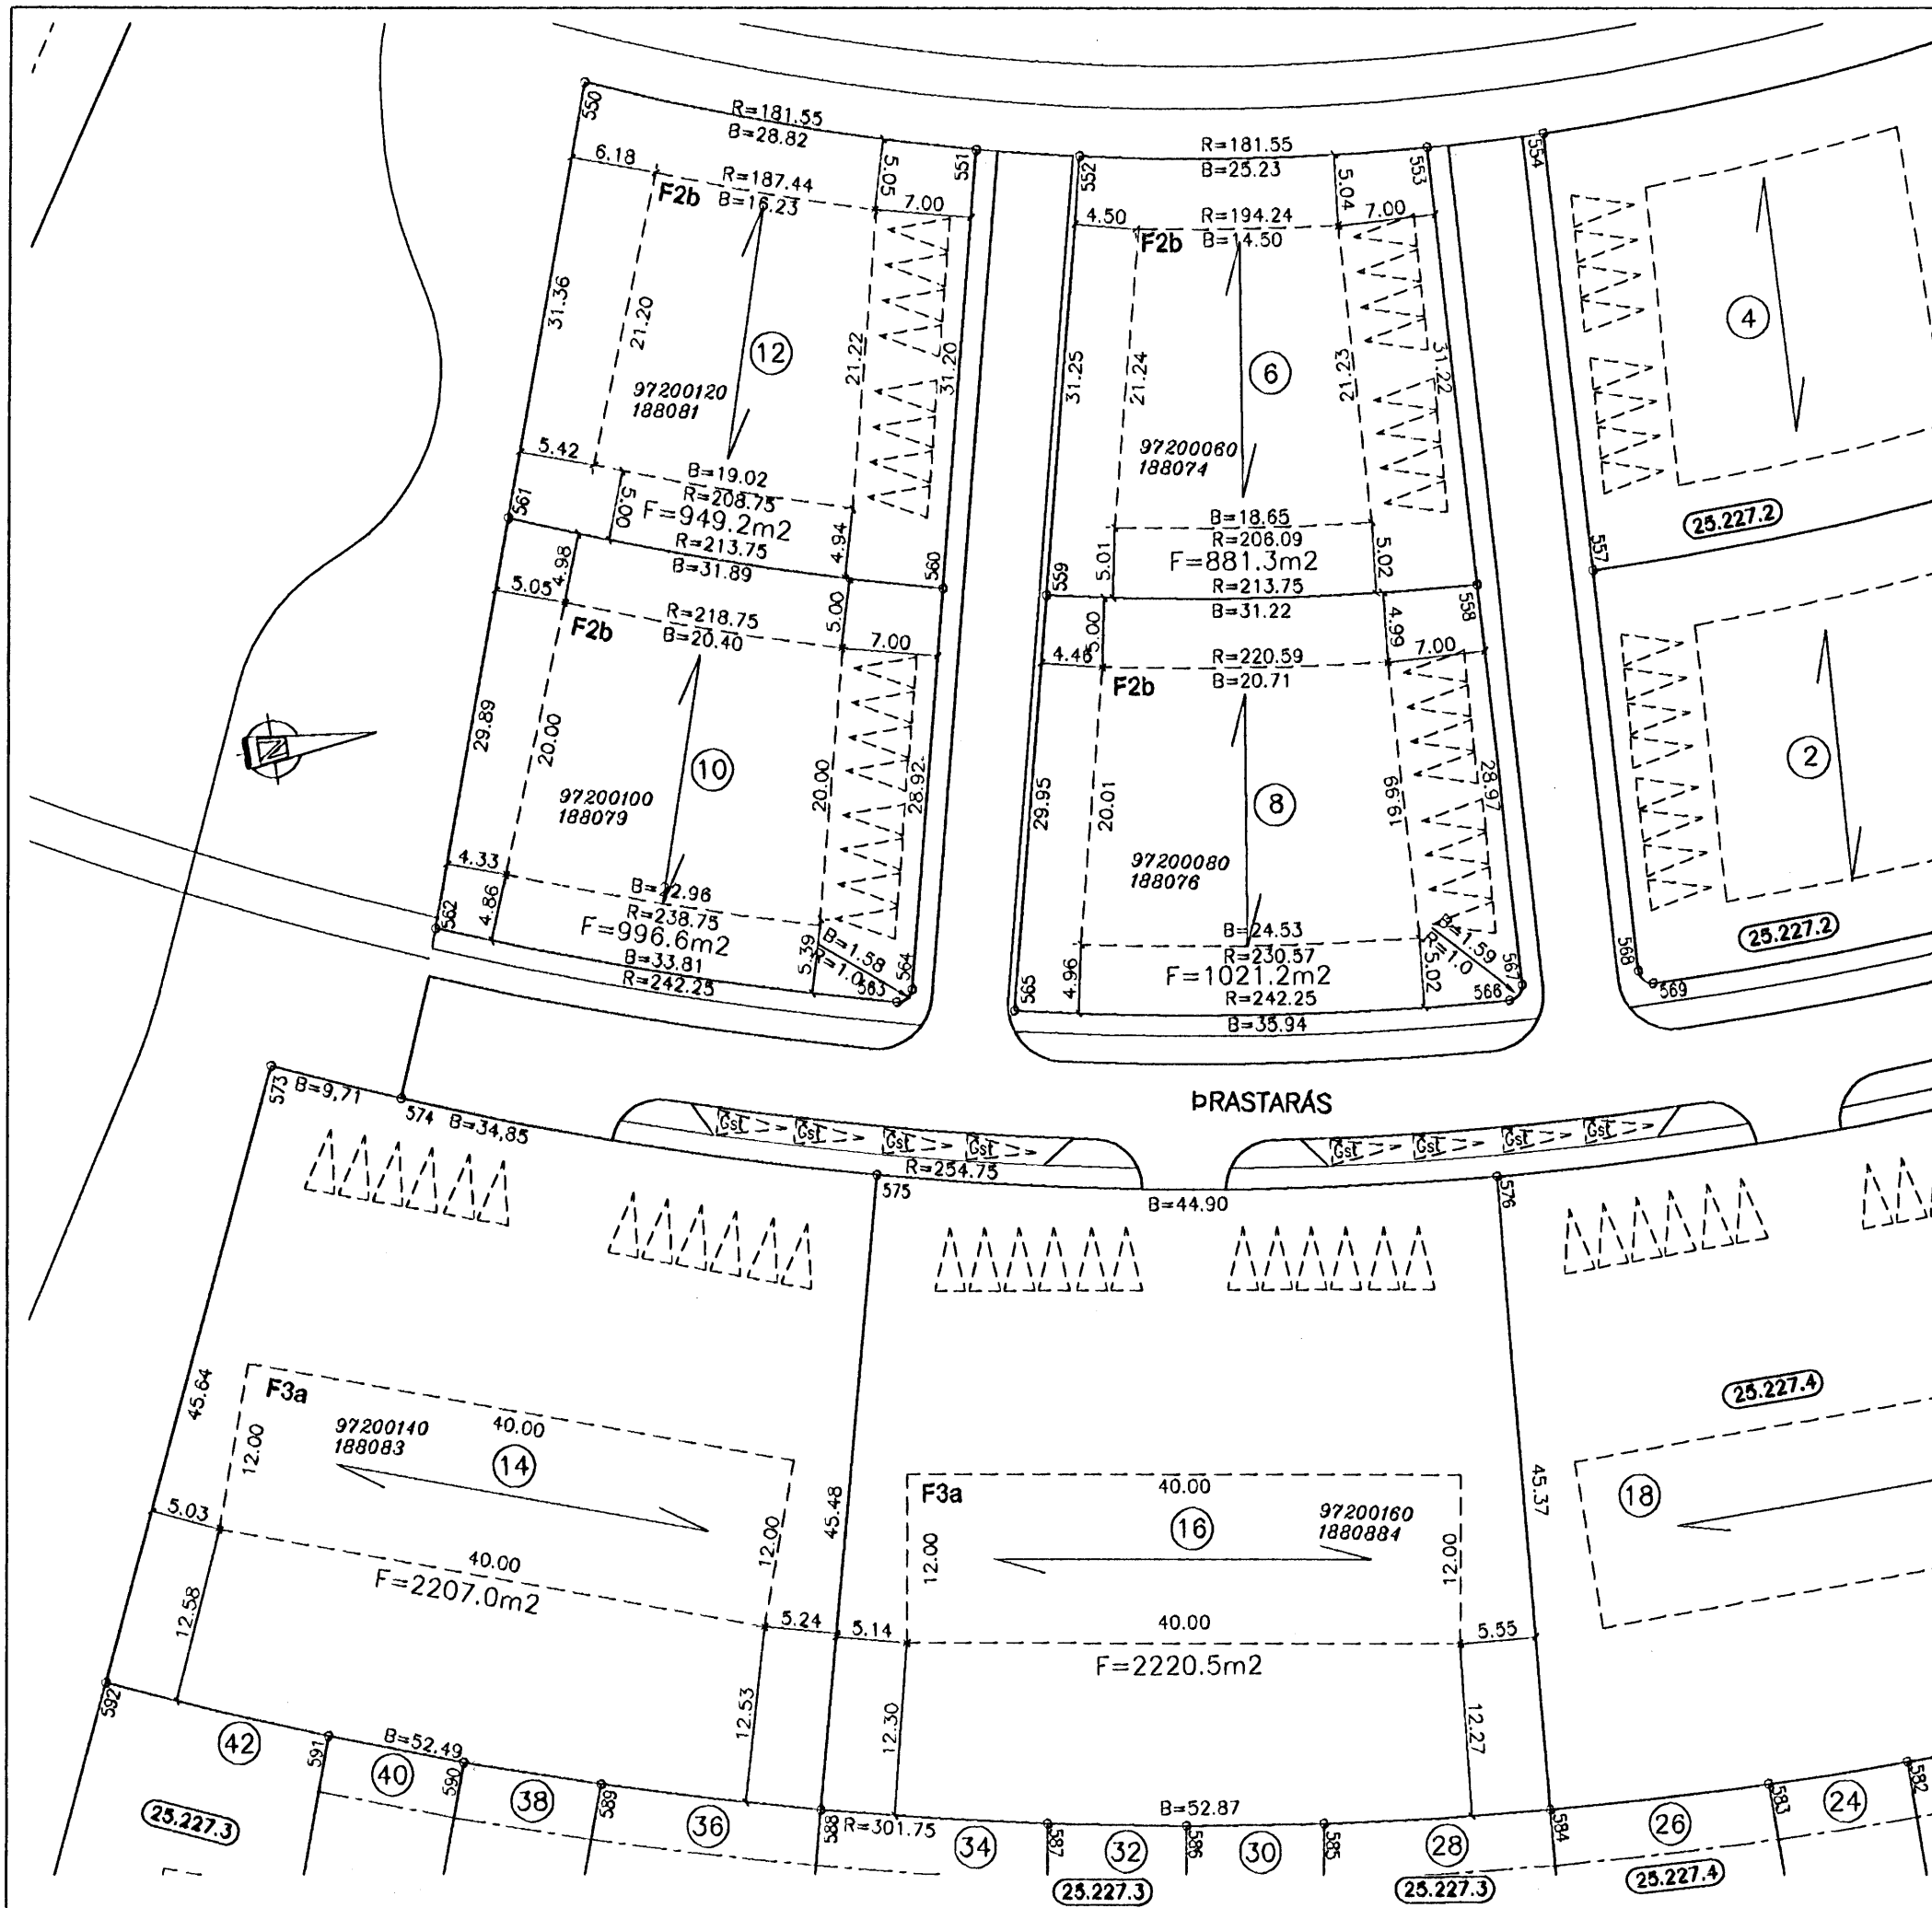 550
R=181.55
B=28.82
6.18
R=187.44
F2b
B=16.23
5.05
7.00
551
31.36
21.20
12
21.22
31.20
97200120
188081
5.42
B=19.02
R=208.75
5.00
F=949.2m2
R=213.75
B=31.89
4.94
561
560
552
R=181.55
B=25.23
5.04
553
4.50
R=194.24
7.00
F2b
B=14.50
31.25
21.24
6
21.23
31.22
97200060
188074
B=18.65
R=206.09
F=881.3m2
5.01
5.02
R=213.75
B=31.22
559
558
554
4
25.227.2
557
4.98
5.05
R=218.75
F2b
B=20.40
5.00
7.00
29.89
20.00
10
20.00
28.92
97200100
188079
4.33
4.86
B=22.96
R=238.75
F=996.6m2
B=33.81
R=242.25
5.39
B=1.58
R=1.0
562
563
564
5.00
4.46
R=220.59
F2b
B=20.71
4.99
7.00
29.95
20.01
8
19.99
28.97
97200080
188076
B=24.53
R=230.57
F=1021.2m2
4.96
R=242.25
B=35.94
5.02
B=1.59
R=1.0
565
566
567
2
25.227.2
568
569
N
573
B=9,71
574
B=34,85
ÞRASTARÁS
Gst
Gst
Gst
Gst
Gst
Gst
Gst
Gst
R=254.75
575
B=44.90
576
45.64
F3a
12.00
40.00
97200140
188083
14
12.00
5.03
40.00
F=2207.0m2
12.58
5.24
12.53
45.48
F3a
40.00
12.00
16
97200160
1880884
12.00
5.14
40.00
F=2220.5m2
5.55
12.30
12.27
45.37
25.227.4
18
592
42
591
B=52.49
40
590
38
589
36
588
R=301.75
34
587
B=52.87
32
586
30
585
28
584
26
583
24
582
25.227.3
25.227.3
25.227.3
25.227.4